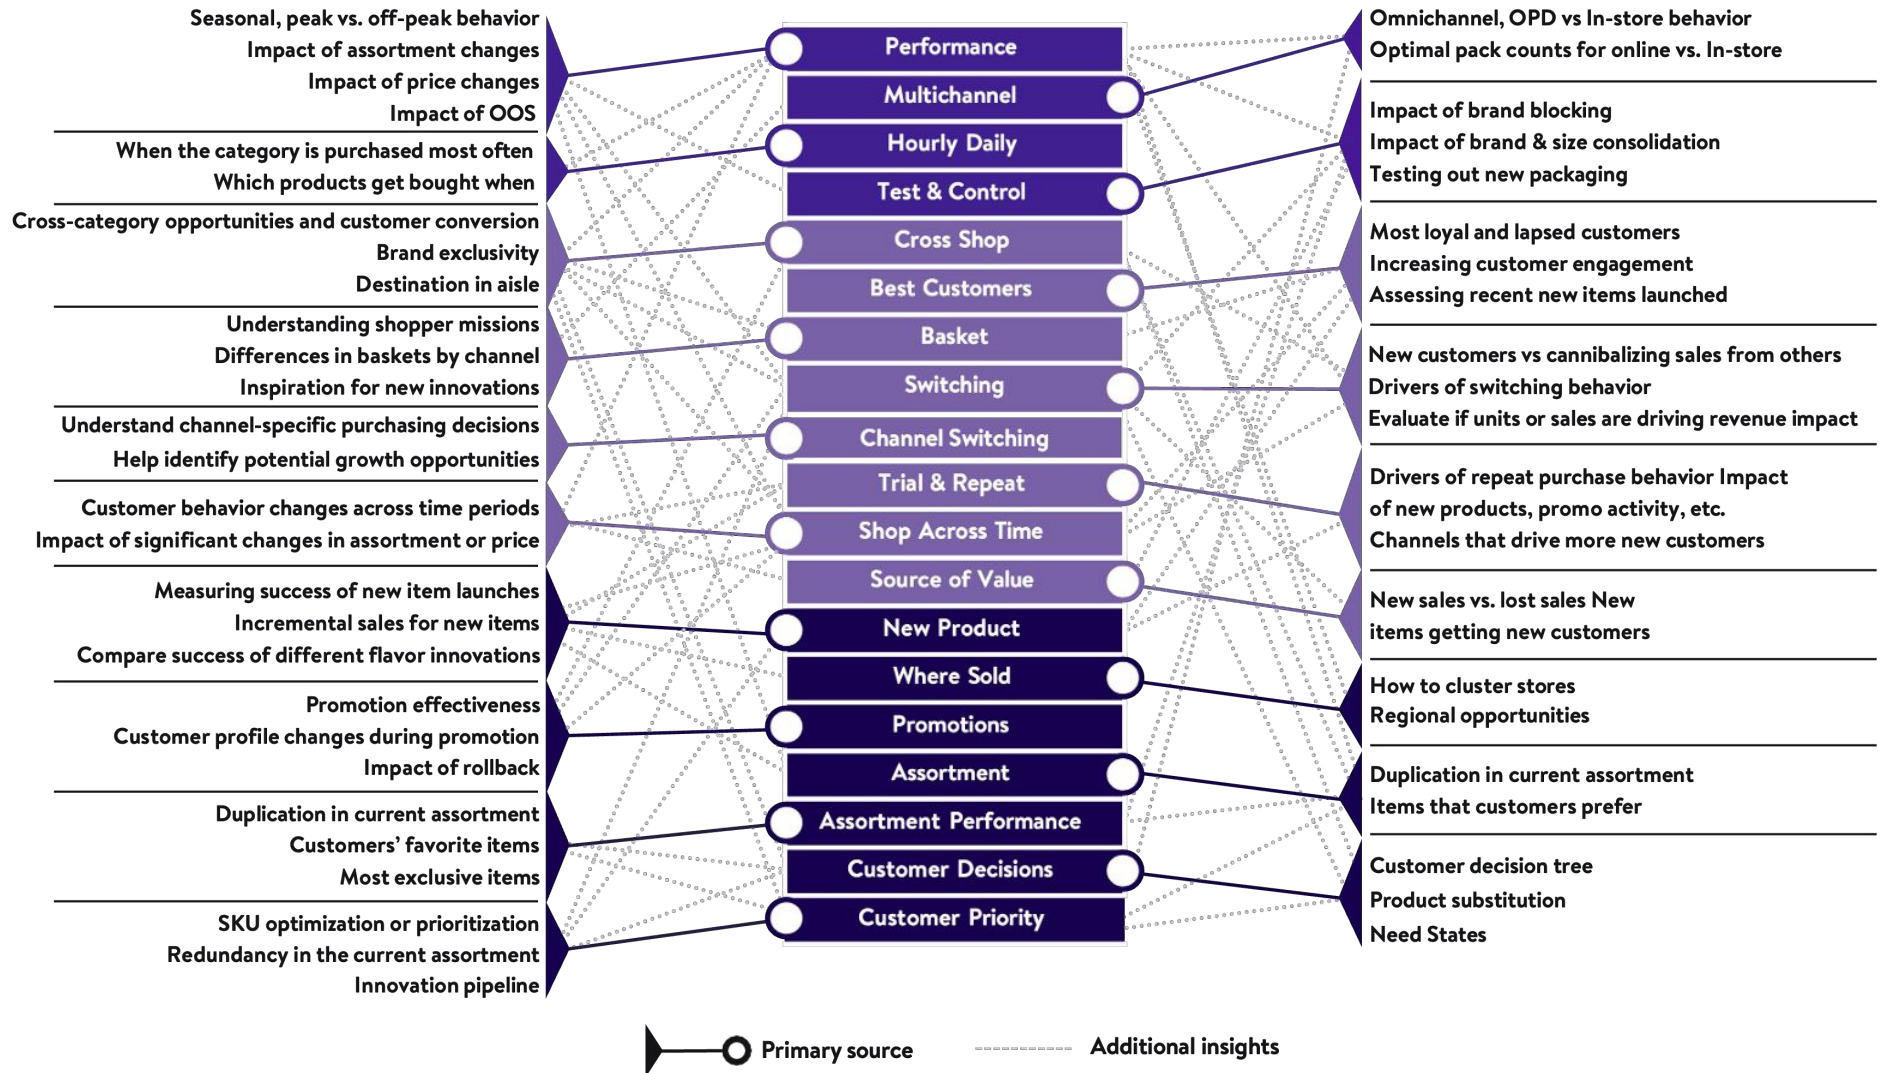 Seasonal, peak vs. off-peak behavior
Impact of assortment changes
Impact of price changes
Impact of OOS
When the category is purchased most often
Which products get bought when
Cross-category opportunities and customer conversion
Brand exclusivity
Destination in aisle
Understanding shopper missions
Differences in baskets by channel
Inspiration for new innovations
Understand channel-specific purchasing decisions
Help identify potential growth opportunities
Customer behavior changes across time periods
Impact of significant changes in assortment or price
Measuring success of new item launches
Incremental sales for new items
Compare success of different flavor innovations
Promotion effectiveness
Customer profile changes during promotion
Impact of rollback
Duplication in current assortment
Customers’ favorite items
Most exclusive items
SKU optimization or prioritization
Redundancy in the current assortment
Innovation pipeline
Performance
Multichannel
Hourly Daily
Test & Control
Cross Shop
Best Customers
Basket
Switching
Channel Switching
Trial & Repeat
Shop Across Time
Source of Value
New Product
Where Sold
Promotions
Assortment
Assortment Performance
Customer Decisions
Customer Priority
Omnichannel, OPD vs In-store behavior
Optimal pack counts for online vs. In-store
Impact of brand blocking
Impact of brand & size consolidation
Testing out new packaging
Most loyal and lapsed customers
Increasing customer engagement
Assessing recent new items launched
New customers vs cannibalizing sales from others
Drivers of switching behavior
Evaluate if units or sales are driving revenue impact
Drivers of repeat purchase behavior Impact
of new products, promo activity, etc.
Channels that drive more new customers
New sales vs. lost sales New
items getting new customers
How to cluster stores
Regional opportunities
Duplication in current assortment
Items that customers prefer
Customer decision tree
Product substitution
Need States
Primary source
Additional insights